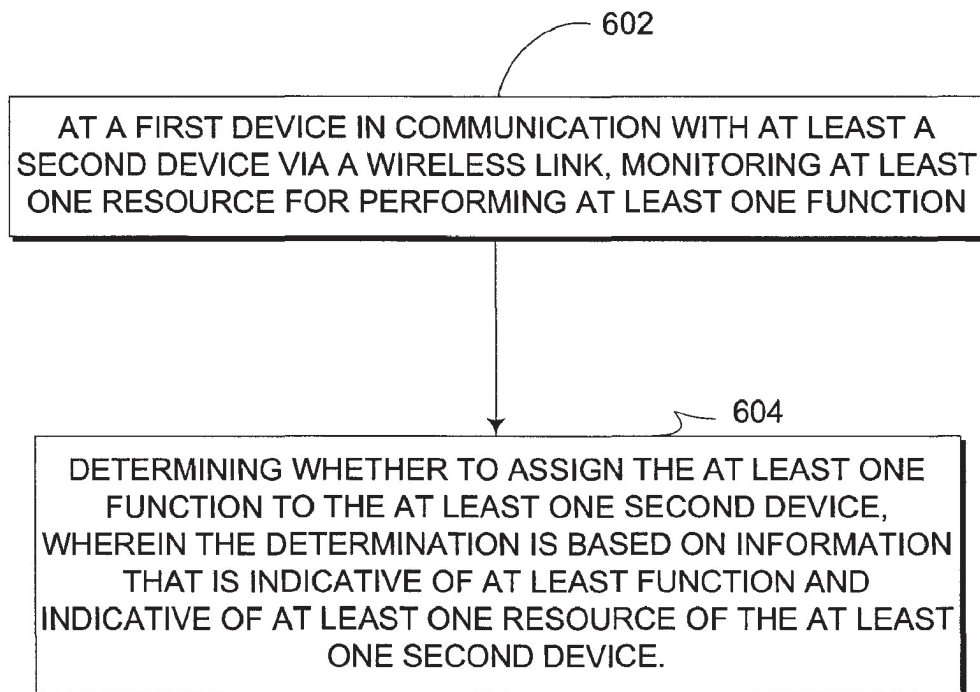 602
AT A FIRST DEVICE IN COMMUNICATION WITH AT LEAST A
SECOND DEVICE VIA A WIRELESS LINK, MONITORING AT LEAST
ONE RESOURCE FOR PERFORMING AT LEAST ONE FUNCTION
604
DETERMINING WHETHER TO ASSIGN THE AT LEAST ONE
FUNCTION TO THE AT LEAST ONE SECOND DEVICE,
WHEREIN THE DETERMINATION IS BASED ON INFORMATION
THAT IS INDICATIVE OF AT LEAST FUNCTION AND
INDICATIVE OF AT LEAST ONE RESOURCE OF THE AT LEAST
ONE SECOND DEVICE.